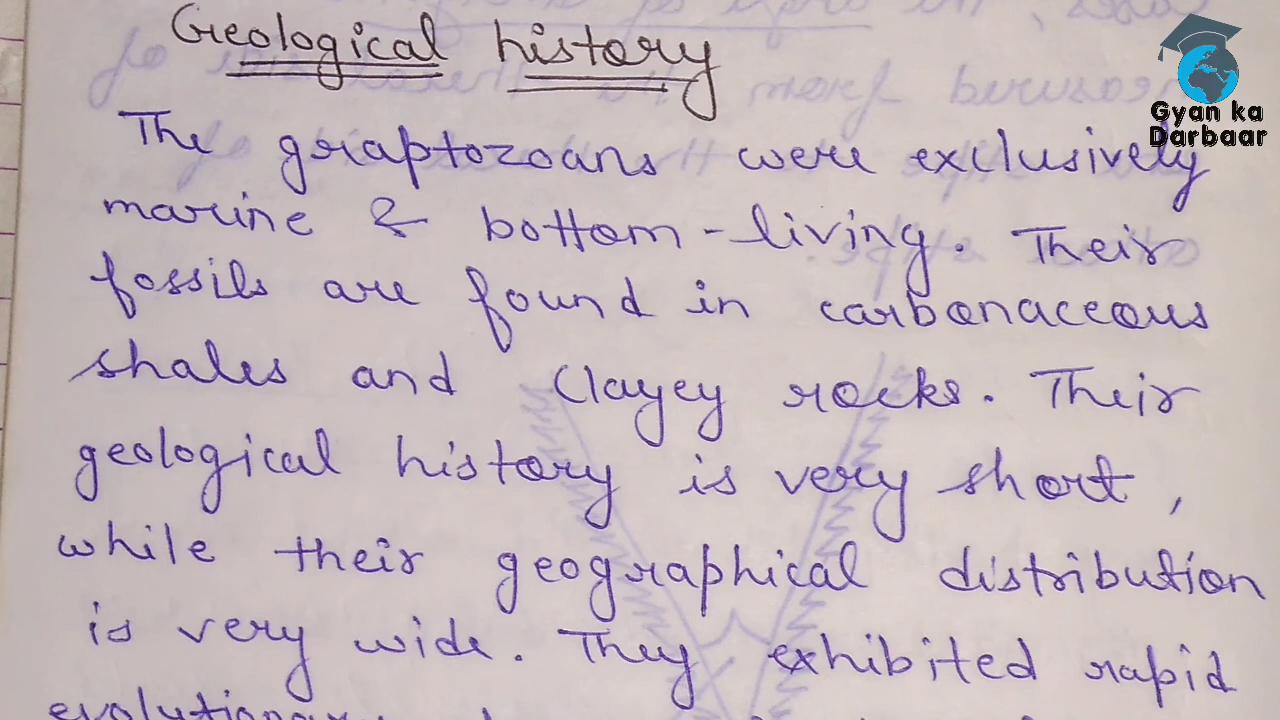 Geological history
Gyan ka
Darbaar
The graptozoans were exclusively
marine & bottom-living. Their
fossils are found in carbonaceous
shales and clayey rocks. Their
geological history is very short,
while their geographical distribution
is very wide. They exhibited rapid